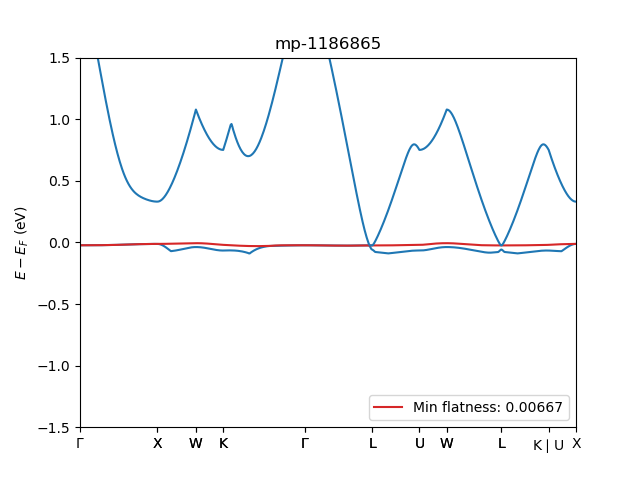 mp-1186865
1.5
1.0
0.5
0.0
−0.5
−1.0
−1.5
E − E_F (eV)
Min flatness: 0.00667
Γ X W K Γ L U W L K | U X